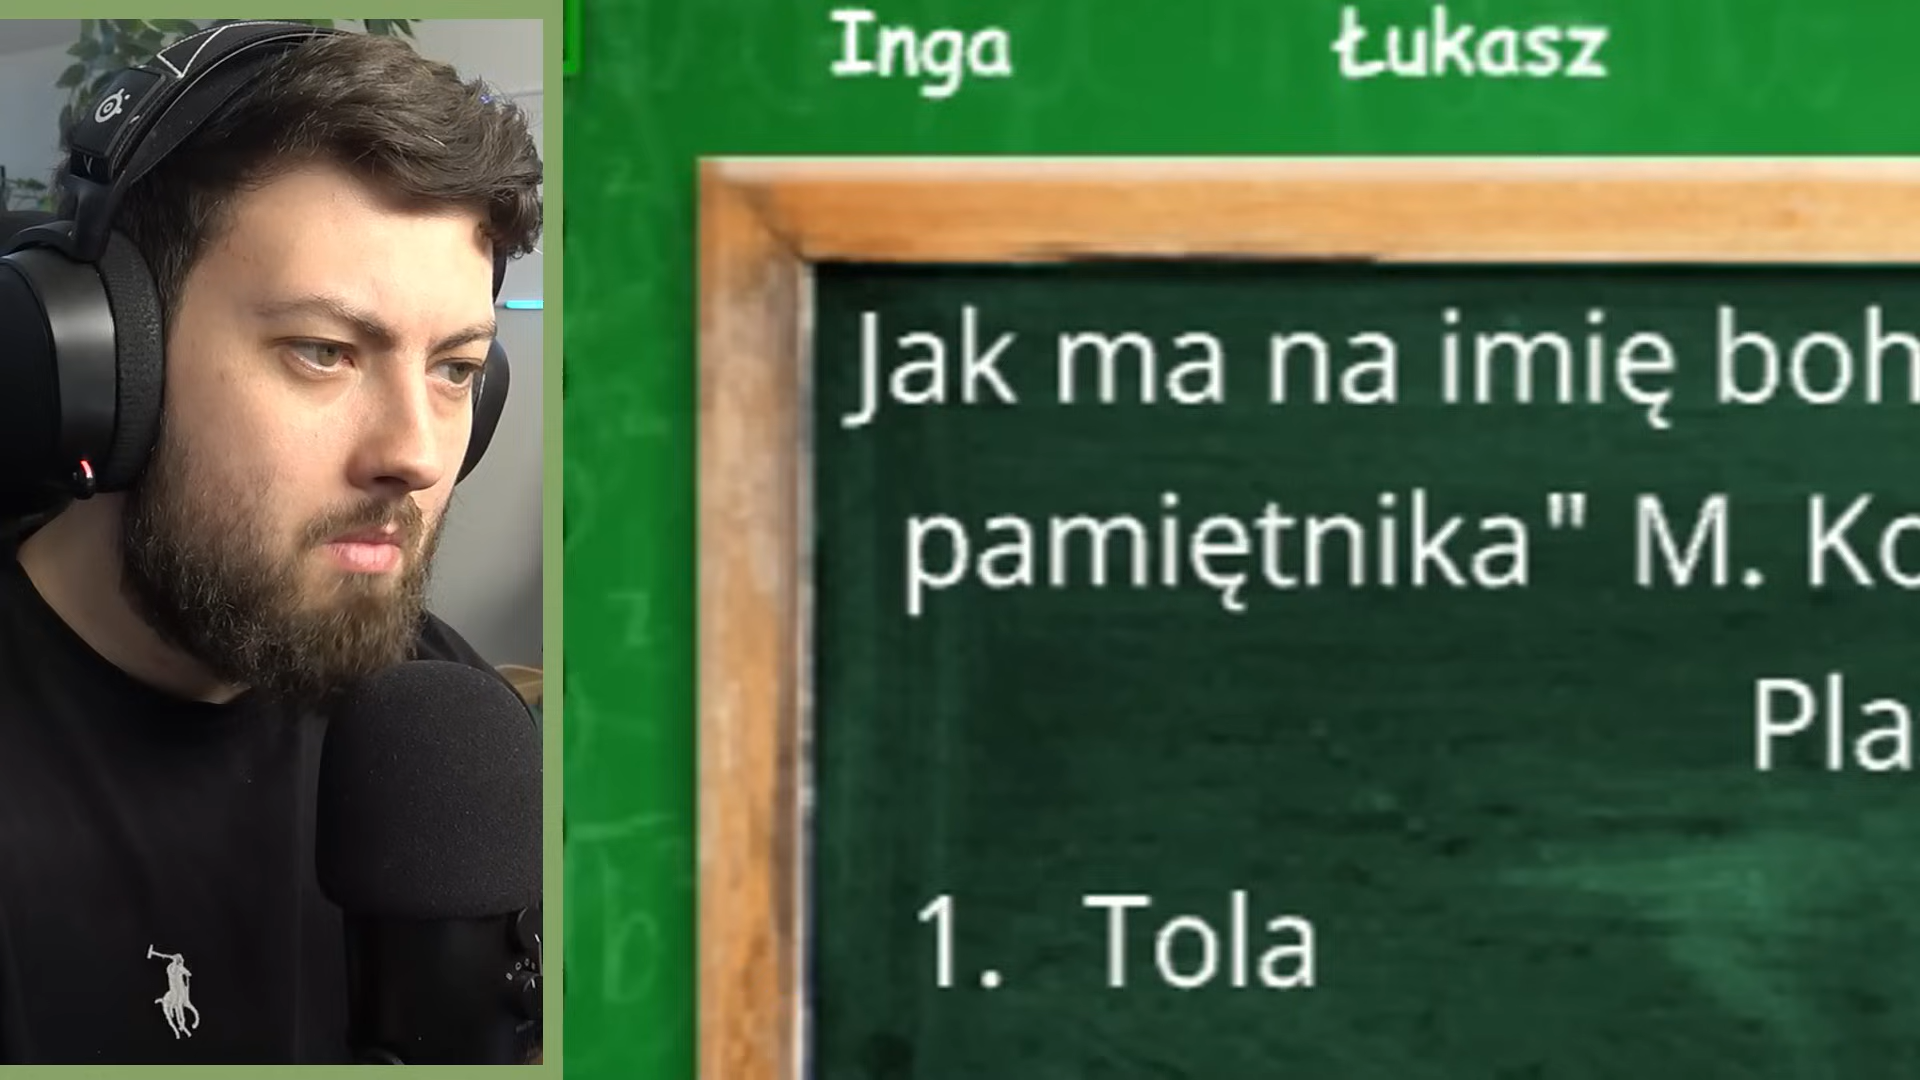 Inga Łukasz
Jak ma na imię boh
pamiętnika" M. Ko
Pla
1. Tola